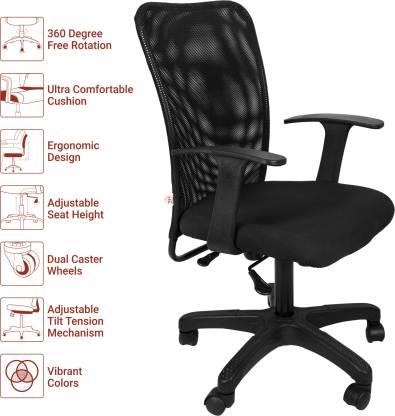 360 Degree
Free Rotation
Ultra Comfortable
Cushion
Ergonomic
Design
Adjustable
Seat Height
Dual Caster
Wheels
Adjustable
Tilt Tension
Mechanism
Vibrant
Colors